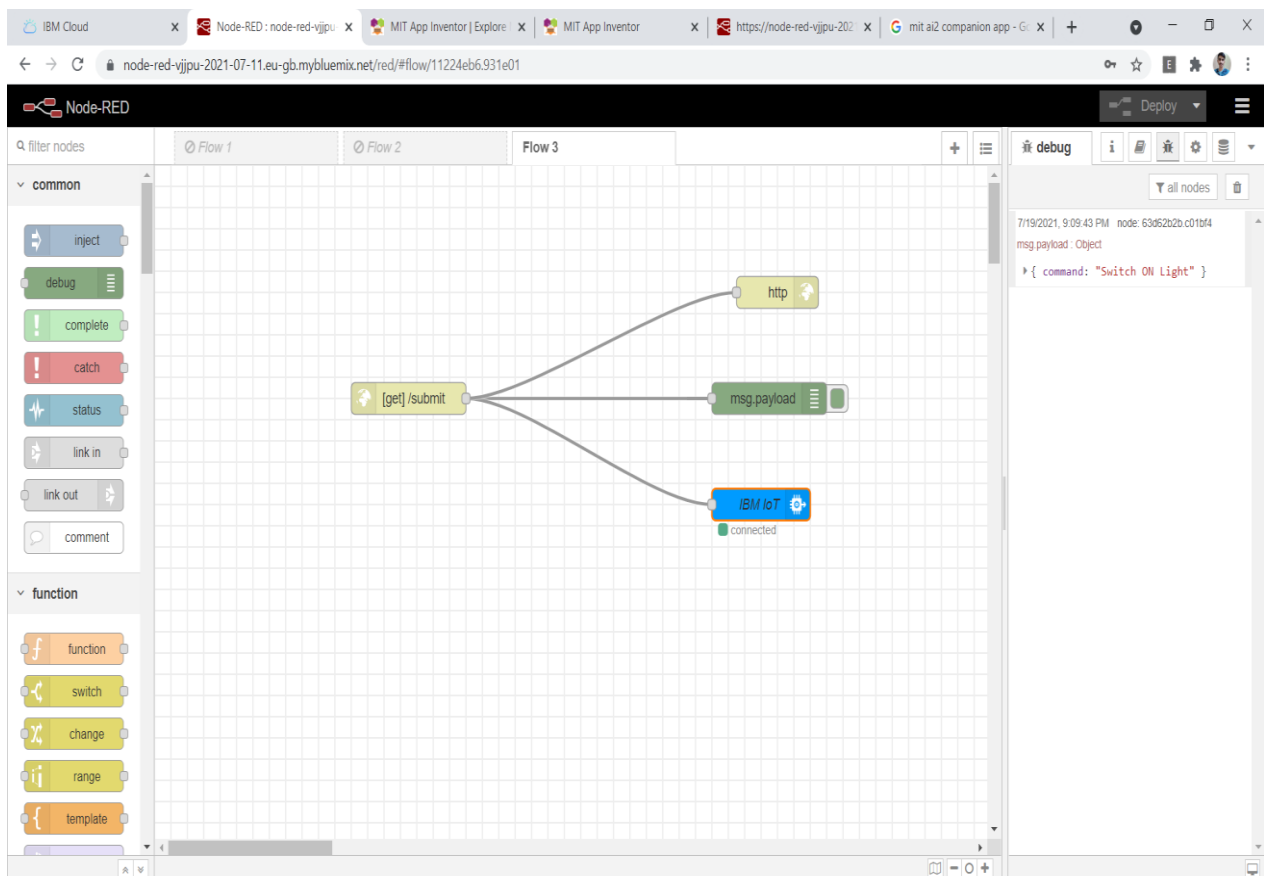 IBM Cloud
Node-RED : node-red-vjjpu
MIT App Inventor | Explore
MIT App Inventor
https://node-red-vjjpu-202
mit ai2 companion app - Go
node-red-vjjpu-2021-07-11.eu-gb.mybluemix.net/red/#flow/11224eb6.931e01
Node-RED
Deploy
filter nodes
Flow 1
Flow 2
Flow 3
debug
all nodes
common
inject
debug
complete
catch
status
link in
link out
comment
function
function
switch
change
range
template
[get] /submit
http
msg.payload
IBM IoT
connected
7/19/2021, 9:09:43 PM node: 63d62b2b.c01bf4
msg.payload : Object
{ command: "Switch ON Light" }